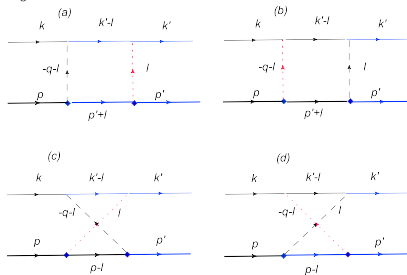 (a)
k k'-l k'
-q-l l
p p'+l p'
(b)
k k'-l k'
-q-l l
p p'+l p'
(c)
k k'-l k'
-q-l l
p p-l p'
(d)
k k'-l k'
-q-l l
p p-l p'